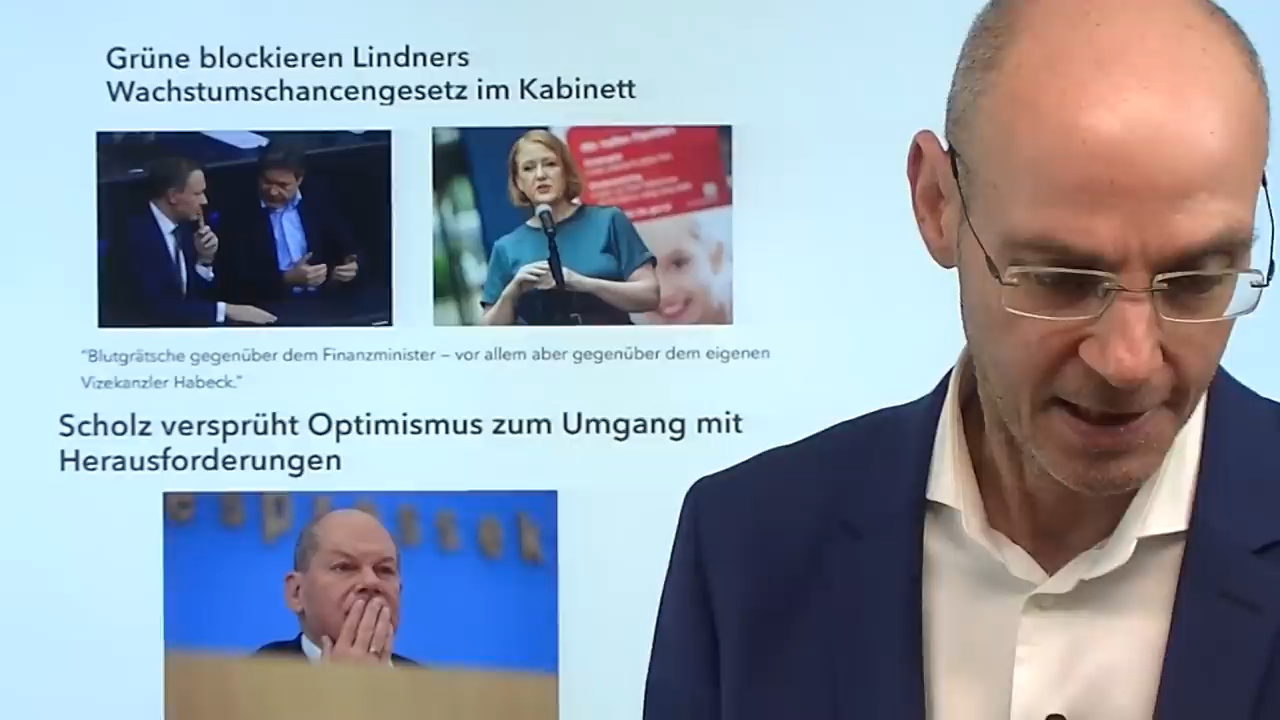 Grüne blockieren Lindners
Wachstumschancengesetz im Kabinett
"Blutgrätsche gegenüber dem Finanzminister – vor allem aber gegenüber dem eigenen
Vizekanzler Habeck."
Scholz versprüht Optimismus zum Umgang mit
Herausforderungen